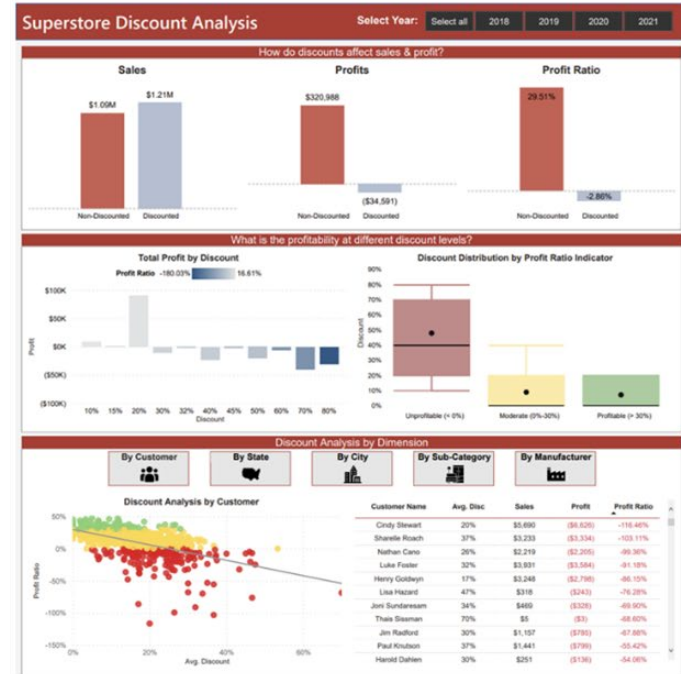 Superstore Discount Analysis
Select Year: Select all 2018 2019 2020 2021
How do discounts affect sales & profit?
Sales
$1.09M
$1.21M
Non-Discounted Discounted
Profits
$320,988
($34,591)
Non-Discounted Discounted
Profit Ratio
29.51%
-2.86%
Non-Discounted Discounted
What is the profitability at different discount levels?
Total Profit by Discount
Profit Ratio -180.03% 16.61%
$100K
$50K
$0K
($50K)
($100K)
Profit
10% 15% 20% 30% 32% 40% 45% 50% 60% 70% 80%
Discount
Discount Distribution by Profit Ratio Indicator
90%
80%
70%
60%
50%
40%
30%
20%
10%
0%
Discount
Unprofitable (< 0%) Moderate (0%-30%) Profitable (> 30%)
Discount Analysis by Dimension
By Customer By State By City By Sub-Category By Manufacturer
Discount Analysis by Customer
50%
0%
-50%
-100%
-150%
Profit Ratio
0% 20% 40% 60%
Avg. Discount
Customer Name Avg. Disc Sales Profit Profit Ratio
Cindy Stewart 20% $5,690 ($6,626) -116.46%
Sharelle Roach 37% $3,233 ($3,334) -103.11%
Nathan Cano 26% $2,219 ($2,205) -99.36%
Luke Foster 32% $3,931 ($3,584) -91.18%
Henry Goldwyn 17% $3,248 ($2,798) -86.15%
Lisa Hazard 47% $318 ($243) -76.28%
Joni Sundaresam 34% $469 ($328) -69.90%
Thais Sissman 70% $5 ($3) -68.60%
Jim Radford 30% $1,157 ($785) -67.88%
Paul Knutson 37% $1,441 ($799) -55.42%
Harold Dahlen 30% $251 ($136) -54.06%